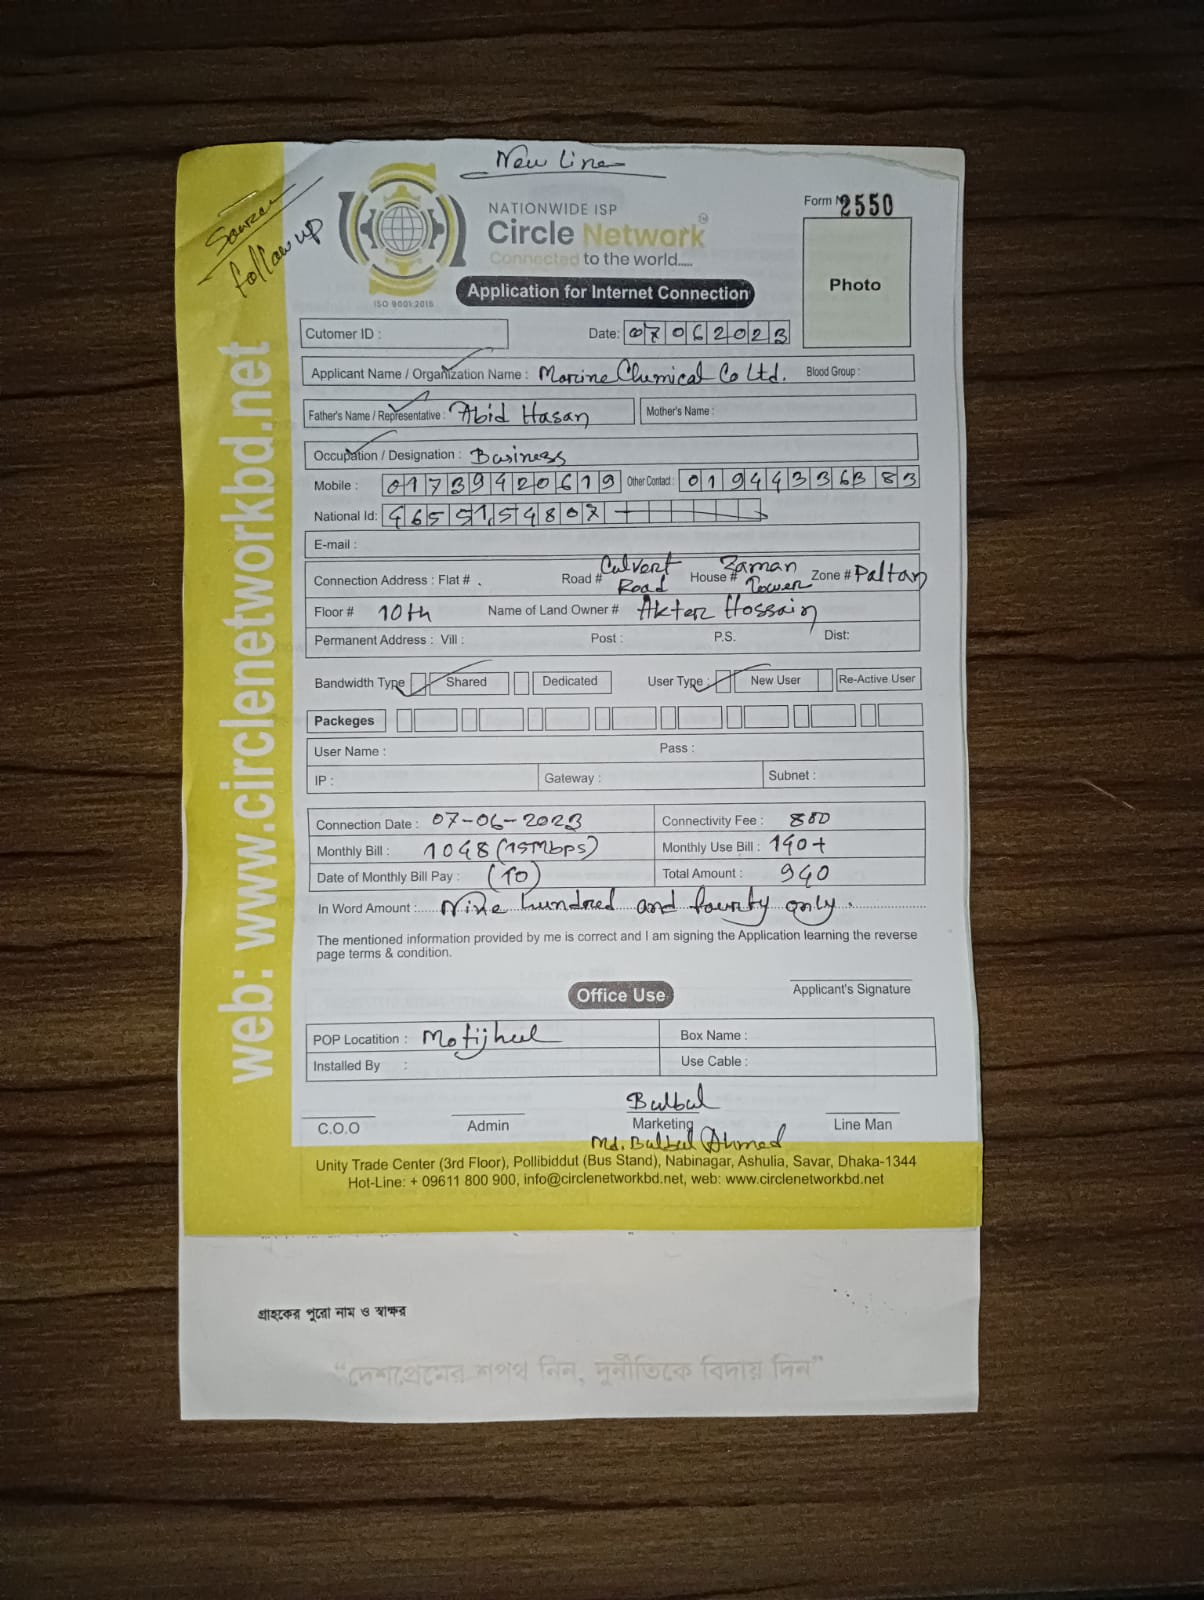 New Line
Source
follow up
NATIONWIDE ISP
Circle Network
Connected to the world.....
ISO 9001:2015
Form № 2550
Photo
Application for Internet Connection
Cutomer ID :
Date: 07062023
Applicant Name / Organization Name : Marine Chemical Co Ltd. Blood Group :
Father's Name / Representative : Abid Hasan Mother's Name :
Occupation / Designation : Business
Mobile : 01739420619 Other Contact : 01944336383
National Id: 4655154807
E-mail :
Connection Address : Flat # . Road # Culvert Road House # Zaman Tower Zone # Paltan
Floor # 10th Name of Land Owner # Akter Hossain
Permanent Address : Vill : Post : P.S. Dist:
Bandwidth Type Shared Dedicated User Type : New User Re-Active User
Packeges
User Name : Pass :
IP : Gateway : Subnet :
Connection Date : 07-06-2023 Connectivity Fee : 800
Monthly Bill : 1048 (15Mbps) Monthly Use Bill : 140+
Date of Monthly Bill Pay : (10) Total Amount : 940
In Word Amount :...... Nine hundred and fourty only.
The mentioned information provided by me is correct and I am signing the Application learning the reverse
page terms & condition.
Applicant's Signature
Office Use
POP Locatition : Motijheel Box Name :
Installed By : Use Cable :
Bulbul
C.O.O Admin Marketing Line Man
Md. Bulbul Ahmed
Unity Trade Center (3rd Floor), Pollibiddut (Bus Stand), Nabinagar, Ashulia, Savar, Dhaka-1344
Hot-Line: + 09611 800 900, info@circlenetworkbd.net, web: www.circlenetworkbd.net
web: www.circlenetworkbd.net
গ্রাহকের পুরো নাম ও স্বাক্ষর
“দেশপ্রেমের শপথ নিন, দুর্নীতিকে বিদায় দিন”